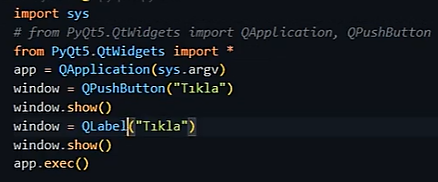 import sys
# from PyQt5.QtWidgets import QApplication, QPushButton
from PyQt5.QtWidgets import *
app = QApplication(sys.argv)
window = QPushButton("Tıkla")
window.show()
window = QLabel("Tıkla")
window.show()
app.exec()